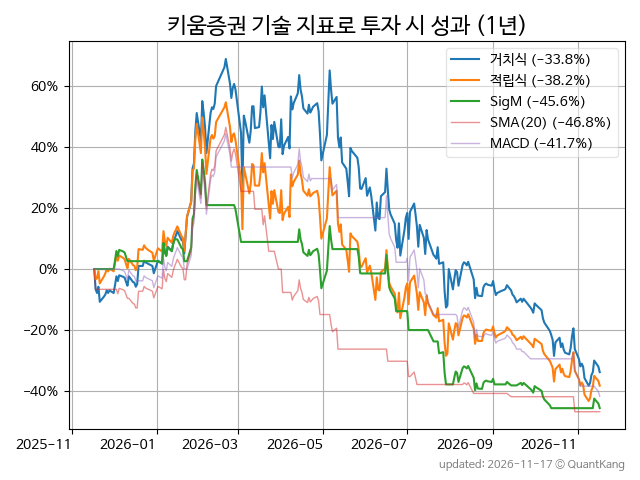 키움증권 기술 지표로 투자 시 성과 (1년)
거치식 (−33.8%)
적립식 (−38.2%)
SigM (−45.6%)
SMA(20) (−46.8%)
MACD (−41.7%)
60%
40%
20%
0%
−20%
−40%
2025-11 2026-01 2026-03 2026-05 2026-07 2026-09 2026-11
updated: 2026-11-17 © QuantKang